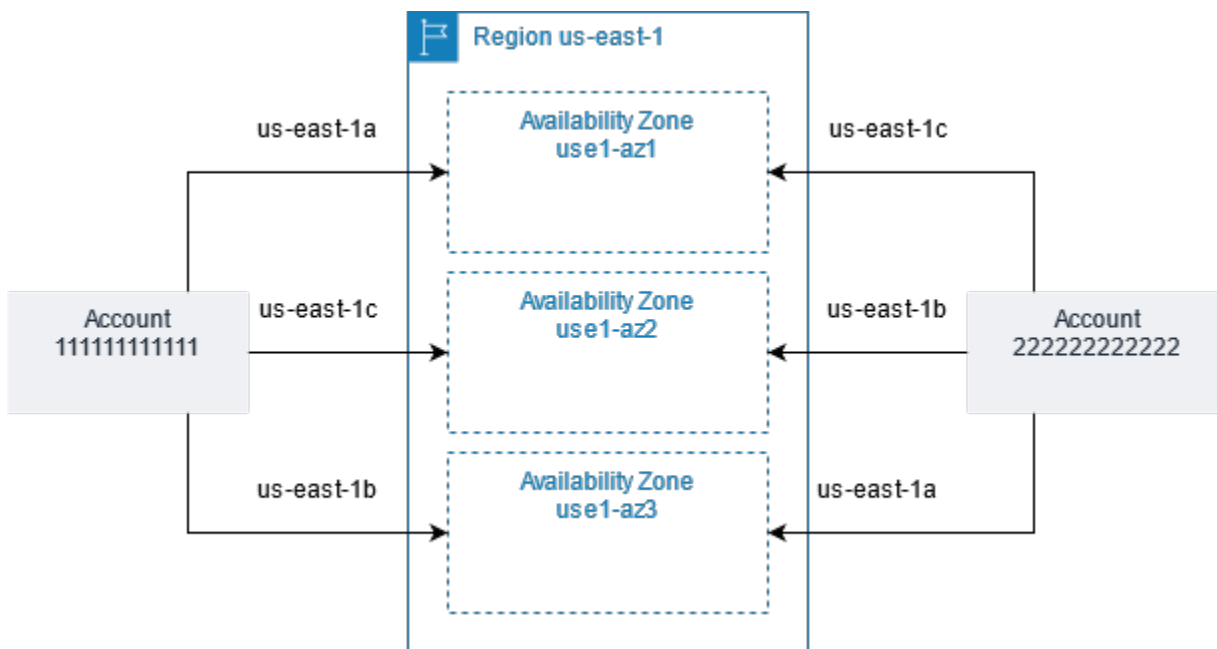 Region us-east-1
us-east-1a
Availability Zone
use1-az1
us-east-1c
Account
111111111111
us-east-1c
Availability Zone
use1-az2
us-east-1b
Account
222222222222
us-east-1b
Availability Zone
use1-az3
us-east-1a